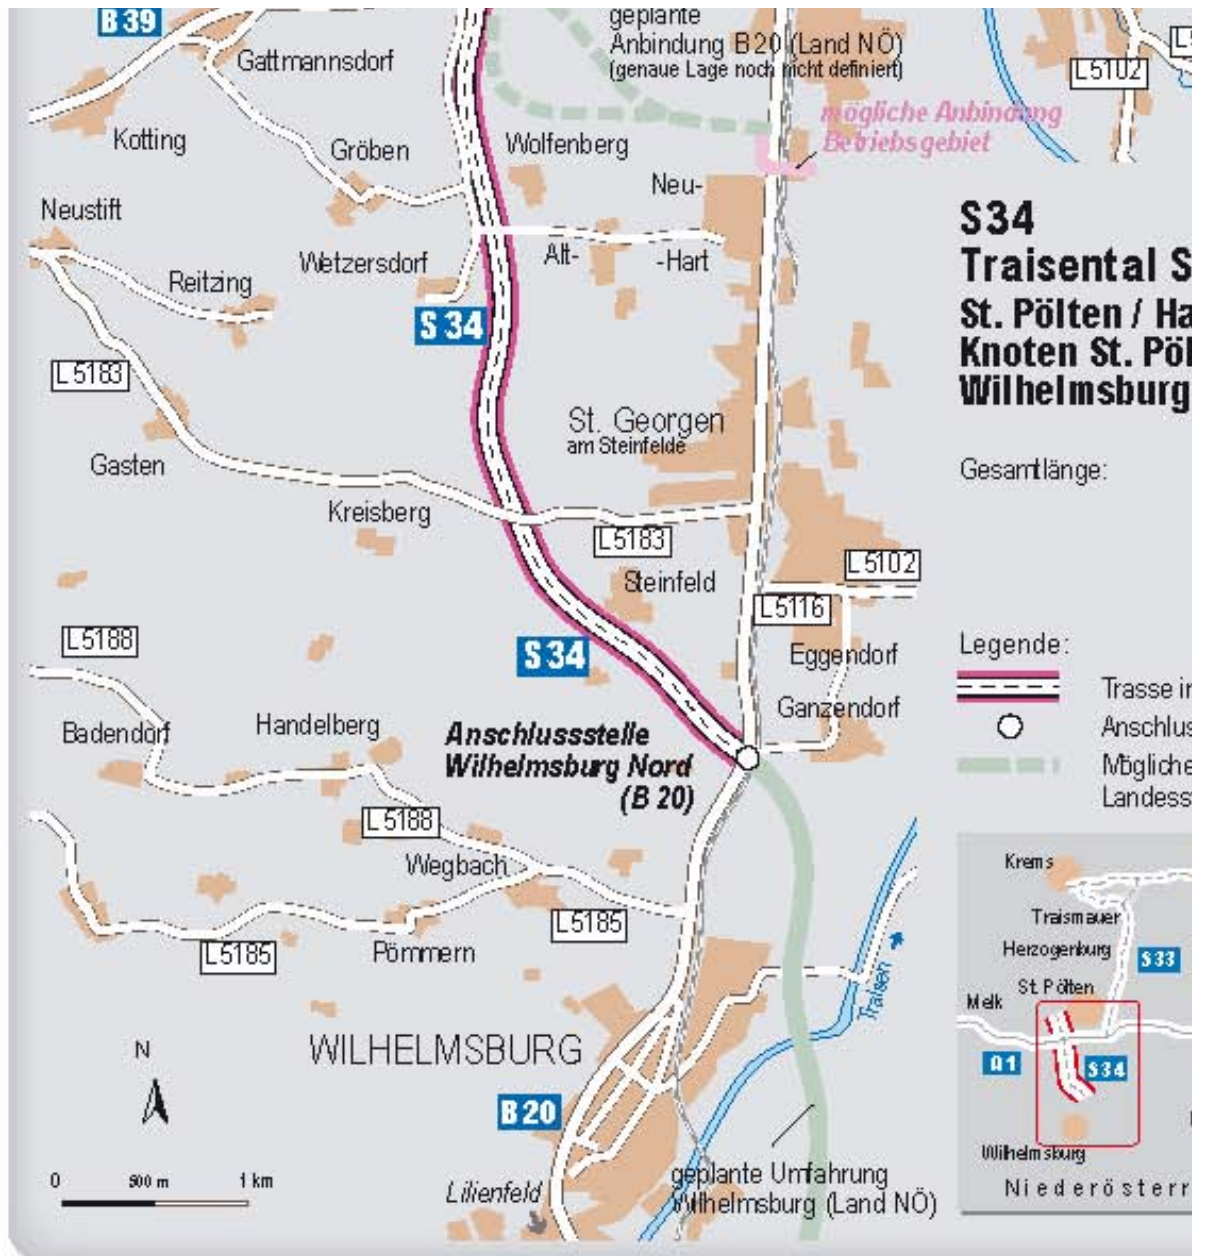 B 39
geplante
Anbindung B20 (Land NÖ)
(genaue Lage noch nicht definiert)
L5102
Gattmannsdorf
mögliche Anbindung
Betriebsgebiet
Kotting
Gröben
Wolfenberg
Neu-
Neustift
S34
Alt-
-Hart
Wetzersdorf
Reitzing
Traisental S
S 34
St. Pölten / Ha
Knoten St. Pöl
Wilhelmsburg
L5183
St. Georgen
am Steinfelde
Gasten
Gesamtlänge:
Kreisberg
L5183
L5102
Steinfeld
L5116
L5188
S 34
Eggendorf
Legende:
Trasse in
Ganzendorf
Badendorf
Handelberg
Anschlussstelle
Wilhelmsburg Nord
(B 20)
Anschlus
Mögliche
Landess
L5188
Wegbach
Krems
Traismauer
L5185
Herzogenburg
S33
L5185
Pömmern
St. Pölten
Melk
Traisen
N
WILHELMSBURG
A1
S34
B 20
Wilhelmsburg
0 500 m 1 km
Lilienfeld
geplante Umfahrung
Wilhelmsburg (Land NÖ)
Niederösterr